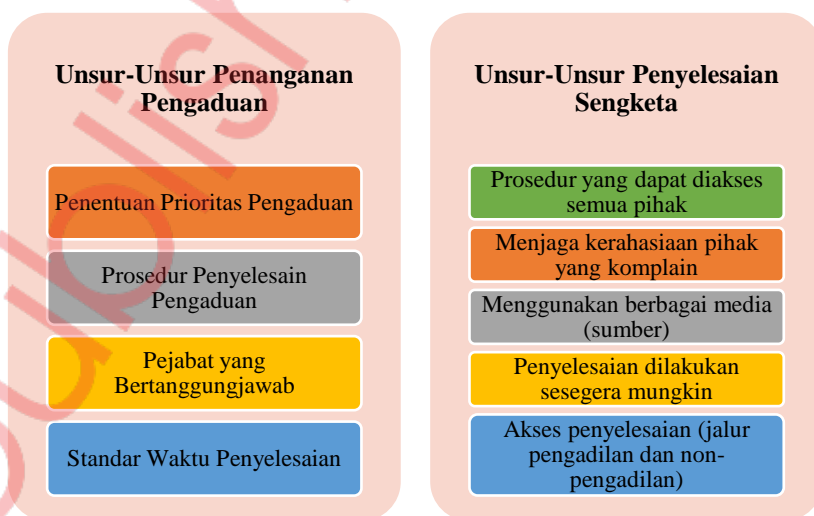 Unsur-Unsur Penanganan
Pengaduan
Penentuan Prioritas Pengaduan
Prosedur Penyelesain
Pengaduan
Pejabat yang
Bertanggungjawab
Standar Waktu Penyelesaian
Unsur-Unsur Penyelesaian
Sengketa
Prosedur yang dapat diakses
semua pihak
Menjaga kerahasiaan pihak
yang komplain
Menggunakan berbagai media
(sumber)
Penyelesaian dilakukan
sesegera mungkin
Akses penyelesaian (jalur
pengadilan dan non-
pengadilan)